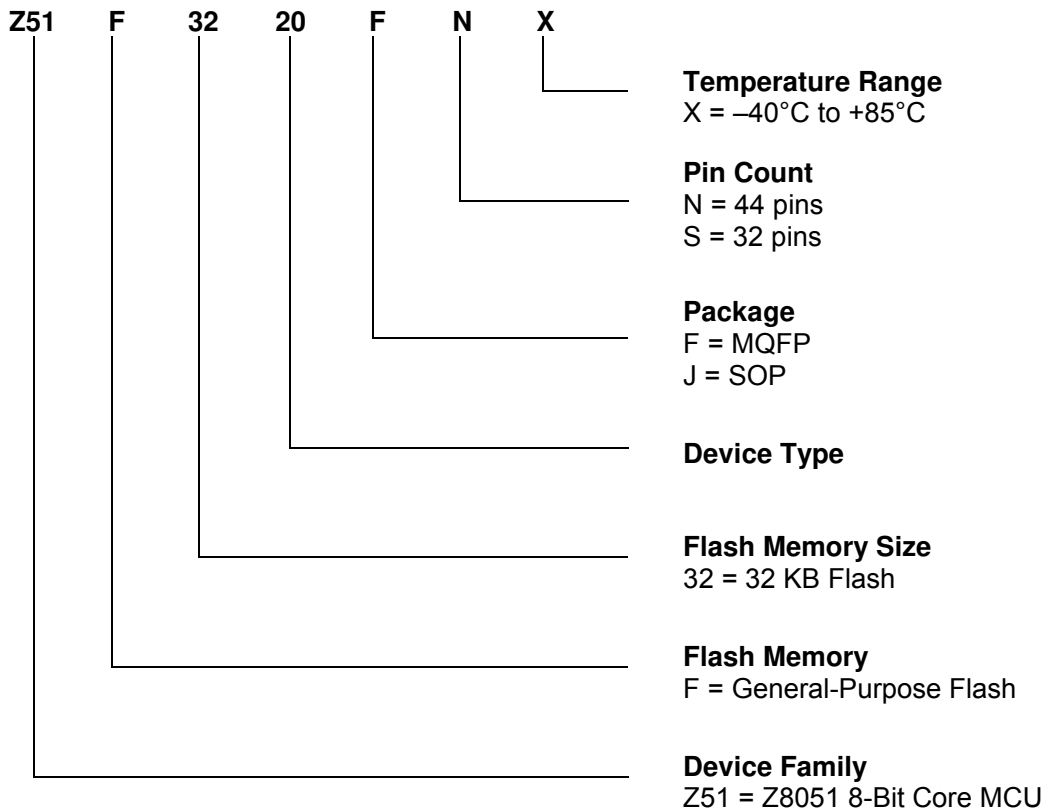 Z51 F 32 20 F N X
Temperature Range
X = –40°C to +85°C
Pin Count
N = 44 pins
S = 32 pins
Package
F = MQFP
J = SOP
Device Type
Flash Memory Size
32 = 32 KB Flash
Flash Memory
F = General-Purpose Flash
Device Family
Z51 = Z8051 8-Bit Core MCU